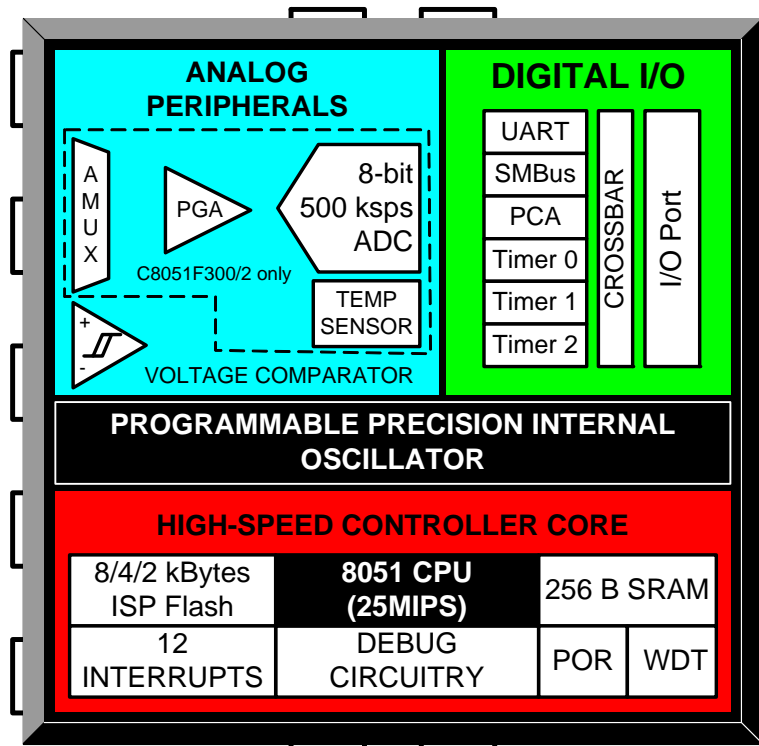 ANALOG
PERIPHERALS
A
M
U
X
PGA
8-bit
500 ksps
ADC
C8051F300/2 only
TEMP
SENSOR
+
-
VOLTAGE COMPARATOR
DIGITAL I/O
UART
SMBus
PCA
Timer 0
Timer 1
Timer 2
CROSSBAR
I/O Port
PROGRAMMABLE PRECISION INTERNAL
OSCILLATOR
HIGH-SPEED CONTROLLER CORE
8/4/2 kBytes
ISP Flash
8051 CPU
(25MIPS)
256 B SRAM
12
INTERRUPTS
DEBUG
CIRCUITRY
POR
WDT